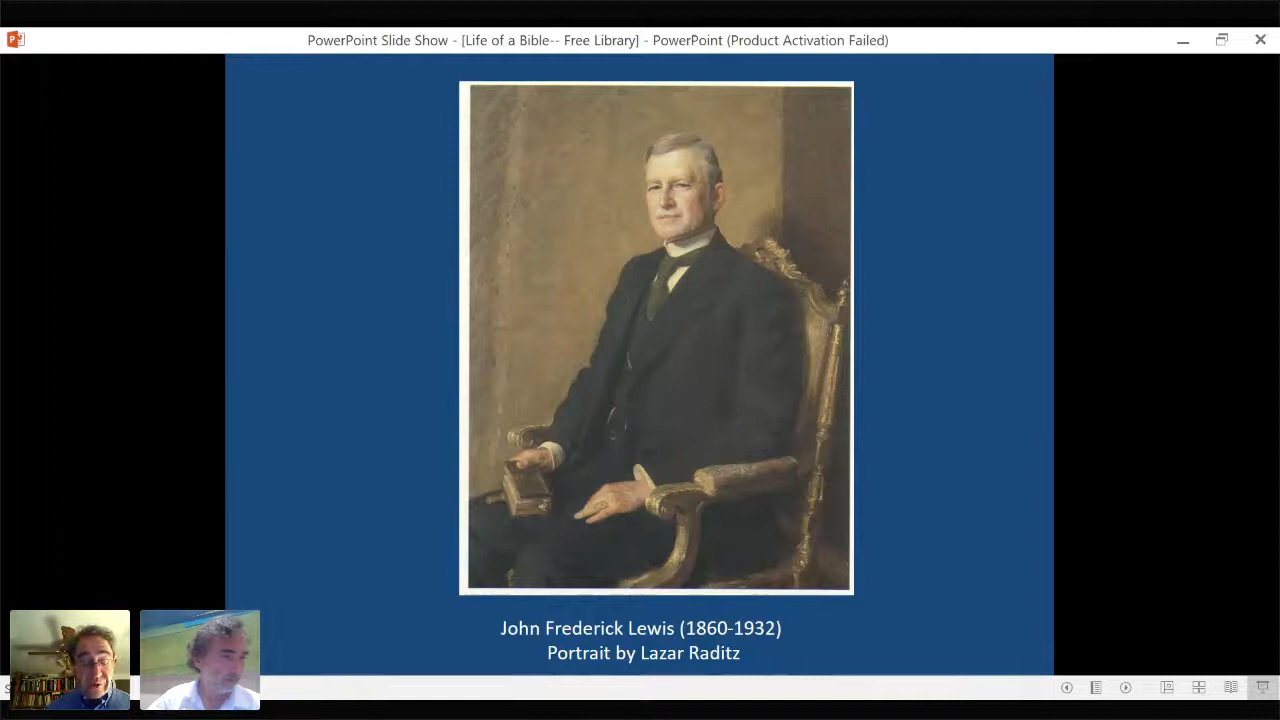 PowerPoint Slide Show - [Life of a Bible-- Free Library] - PowerPoint (Product Activation Failed)
John Frederick Lewis (1860-1932)
Portrait by Lazar Raditz